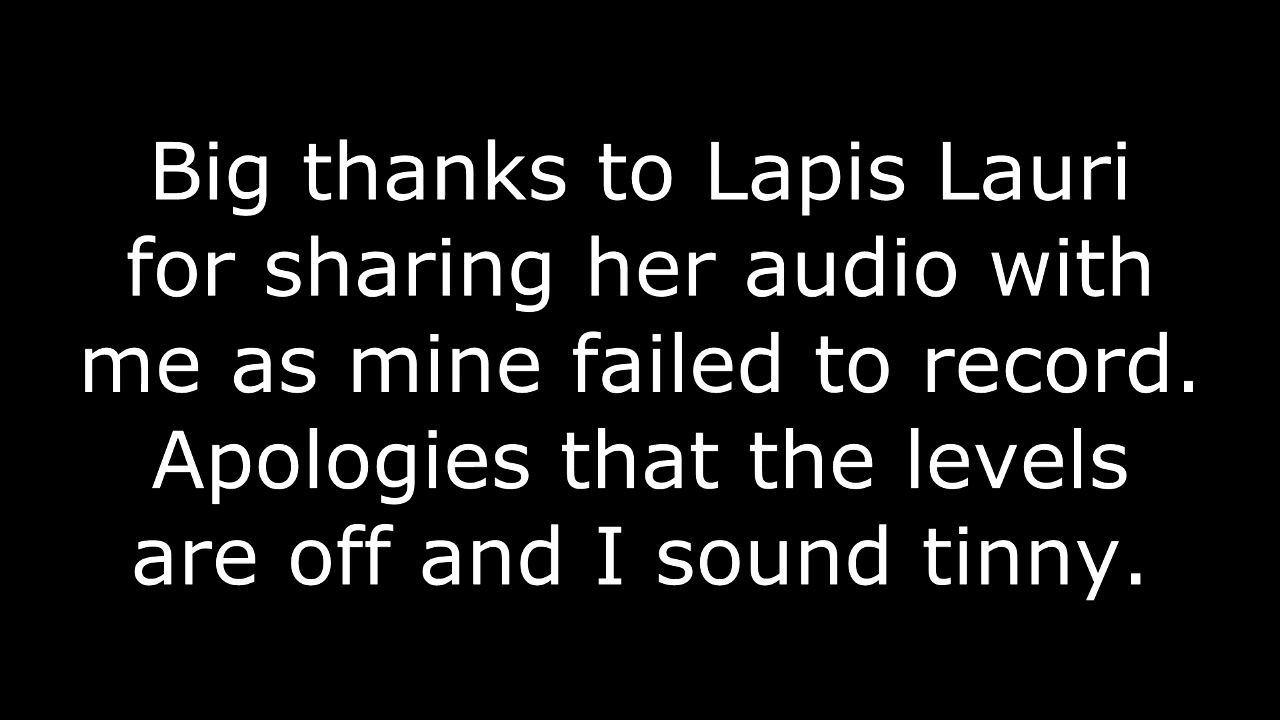 Big thanks to Lapis Lauri
for sharing her audio with
me as mine failed to record.
Apologies that the levels
are off and I sound tinny.